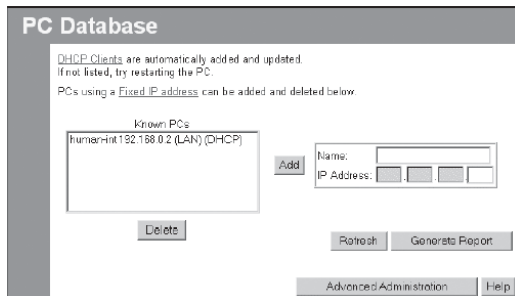 PC Database
DHCP Clients are automatically added and updated.
If not listed, try restarting the PC.
PCs using a Fixed IP address can be added and deleted below.
Known PCs
human-int 192.168.0.2 (LAN) (DHCP)
Add
Name:
IP Address:
Delete
Refresh
Generate Report
Advanced Administration
Help